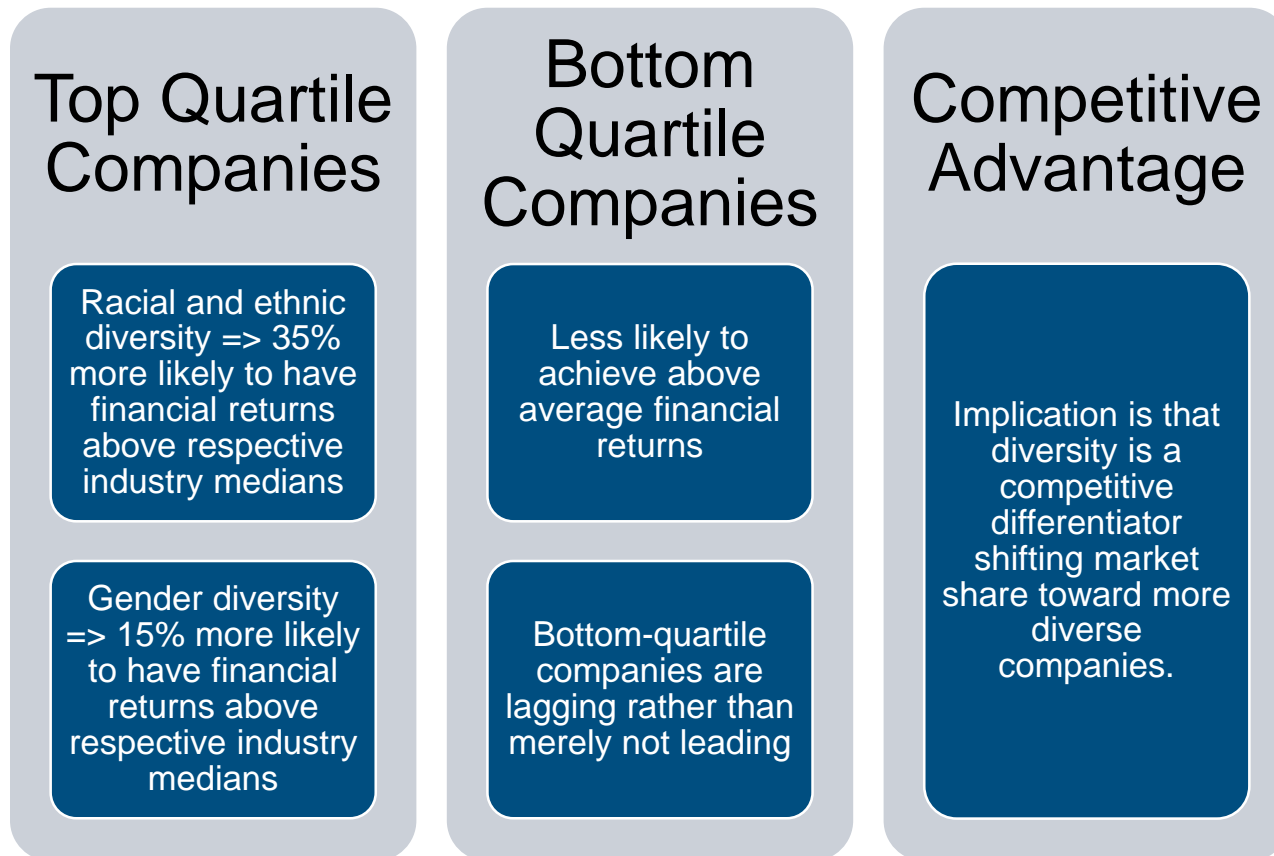 Top Quartile
Companies
Racial and ethnic
diversity => 35%
more likely to have
financial returns
above respective
industry medians
Gender diversity
=> 15% more likely
to have financial
returns above
respective industry
medians
Bottom
Quartile
Companies
Less likely to
achieve above
average financial
returns
Bottom-quartile
companies are
lagging rather than
merely not leading
Competitive
Advantage
Implication is that
diversity is a
competitive
differentiator
shifting market
share toward more
diverse
companies.